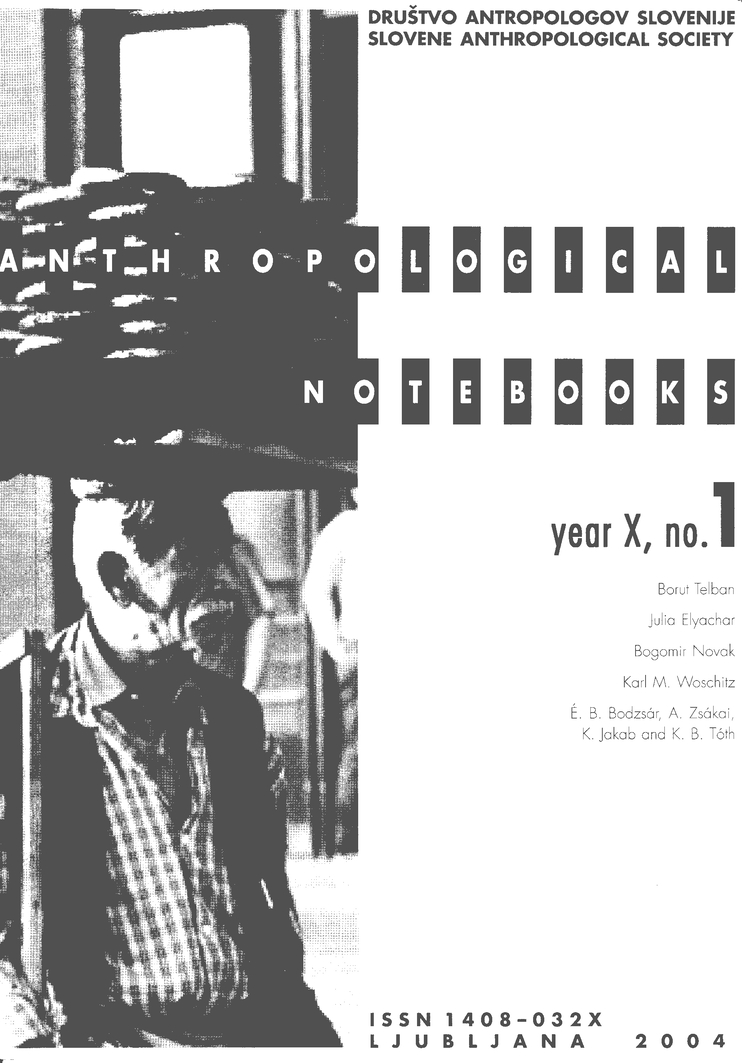 DRUŠTVO ANTROPOLOGOV SLOVENIJE
SLOVENE ANTHROPOLOGICAL SOCIETY
ANTHROPOLOGICAL
NOTEBOOKS
year X, no.1
Borut Telban
Julia Elyachar
Bogomir Novak
Karl M. Woschitz
É. B. Bodzsár, A. Zsákai,
K. Jakab and K. B. Tóth
ISSN 1408-032X
LJUBLJANA 2004